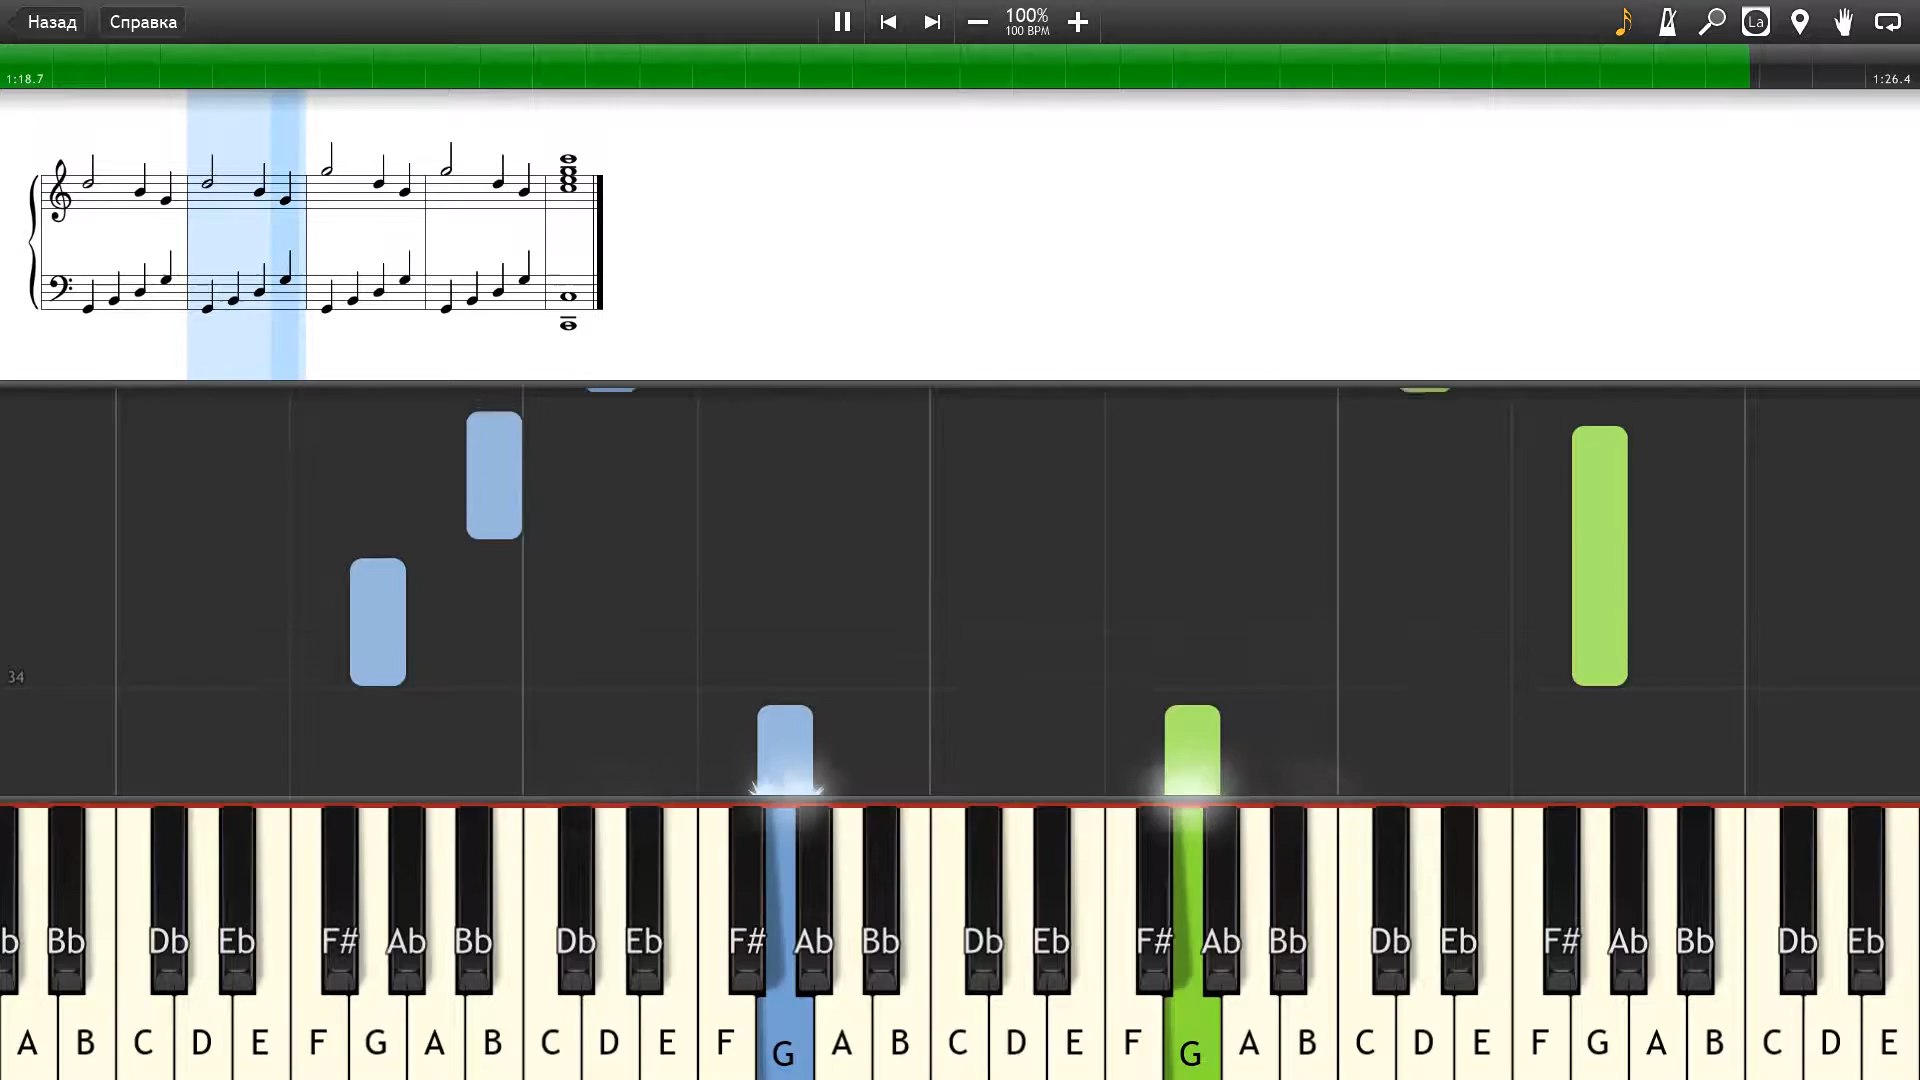 Назад Справка 100% La
100 BPM
1:18.7 1:26.4
34
b Bb Db Eb F# Ab Bb Db Eb F# Ab Bb Db Eb F# Ab Bb Db Eb F# Ab Bb Db Eb
A B C D E F G A B C D E F G A B C D E F G A B C D E F G A B C D E